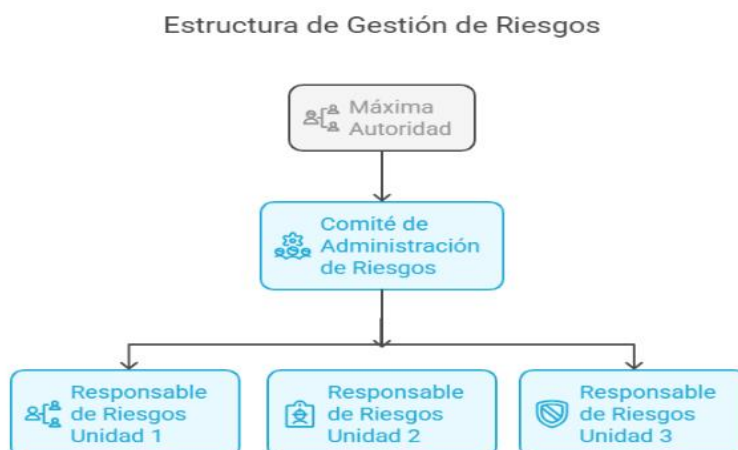 Estructura de Gestión de Riesgos
Máxima
Autoridad
Comité de
Administración
de Riesgos
Responsable
de Riesgos
Unidad 1
Responsable
de Riesgos
Unidad 2
Responsable
de Riesgos
Unidad 3